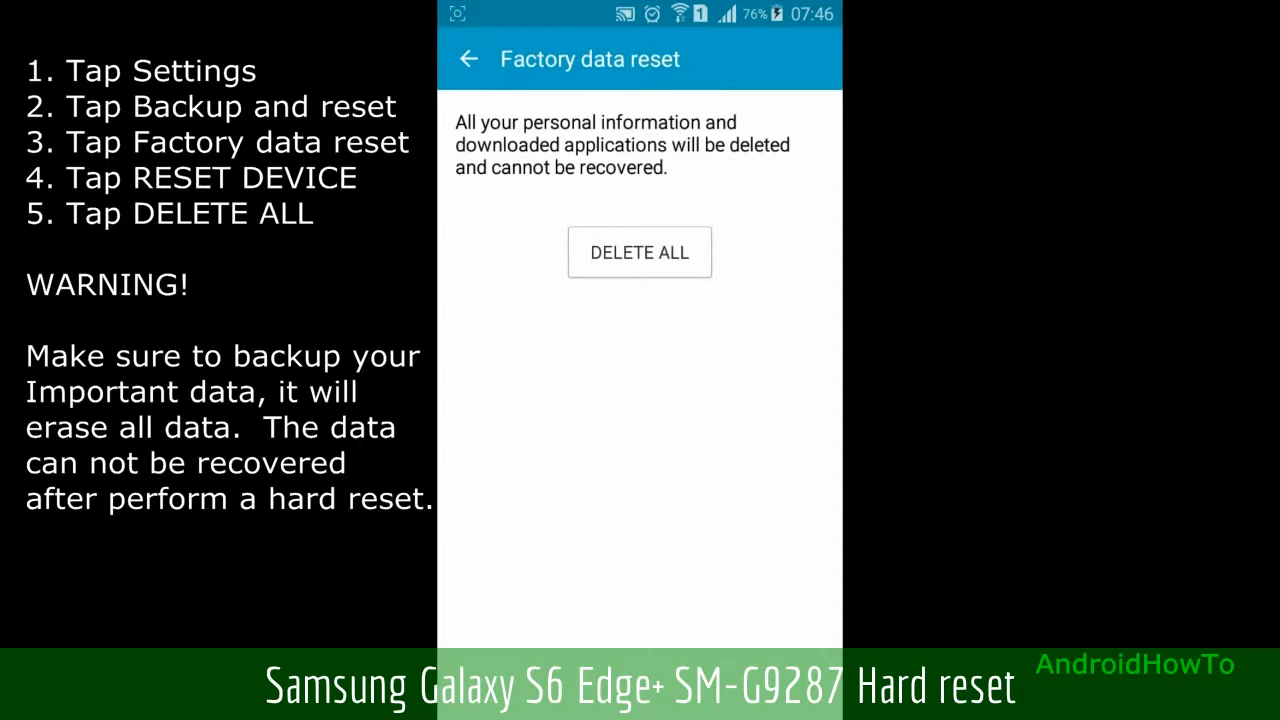 1. Tap Settings
2. Tap Backup and reset
3. Tap Factory data reset
4. Tap RESET DEVICE
5. Tap DELETE ALL
WARNING!
Make sure to backup your
Important data, it will
erase all data.  The data
can not be recovered
after perform a hard reset.
1 76% 07:46
Factory data reset
All your personal information and
downloaded applications will be deleted
and cannot be recovered.
DELETE ALL
AndroidHowTo
Samsung Galaxy S6 Edge+ SM-G9287 Hard reset